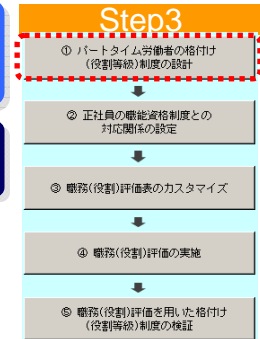 Step3
① パートタイム労働者の格付け
(役割等級)制度の設計
② 正社員の職能資格制度との
対応関係の設定
③ 職務(役割)評価表のカスタマイズ
④ 職務(役割)評価の実施
⑤ 職務(役割)評価を用いた格付け
(役割等級)制度の検証